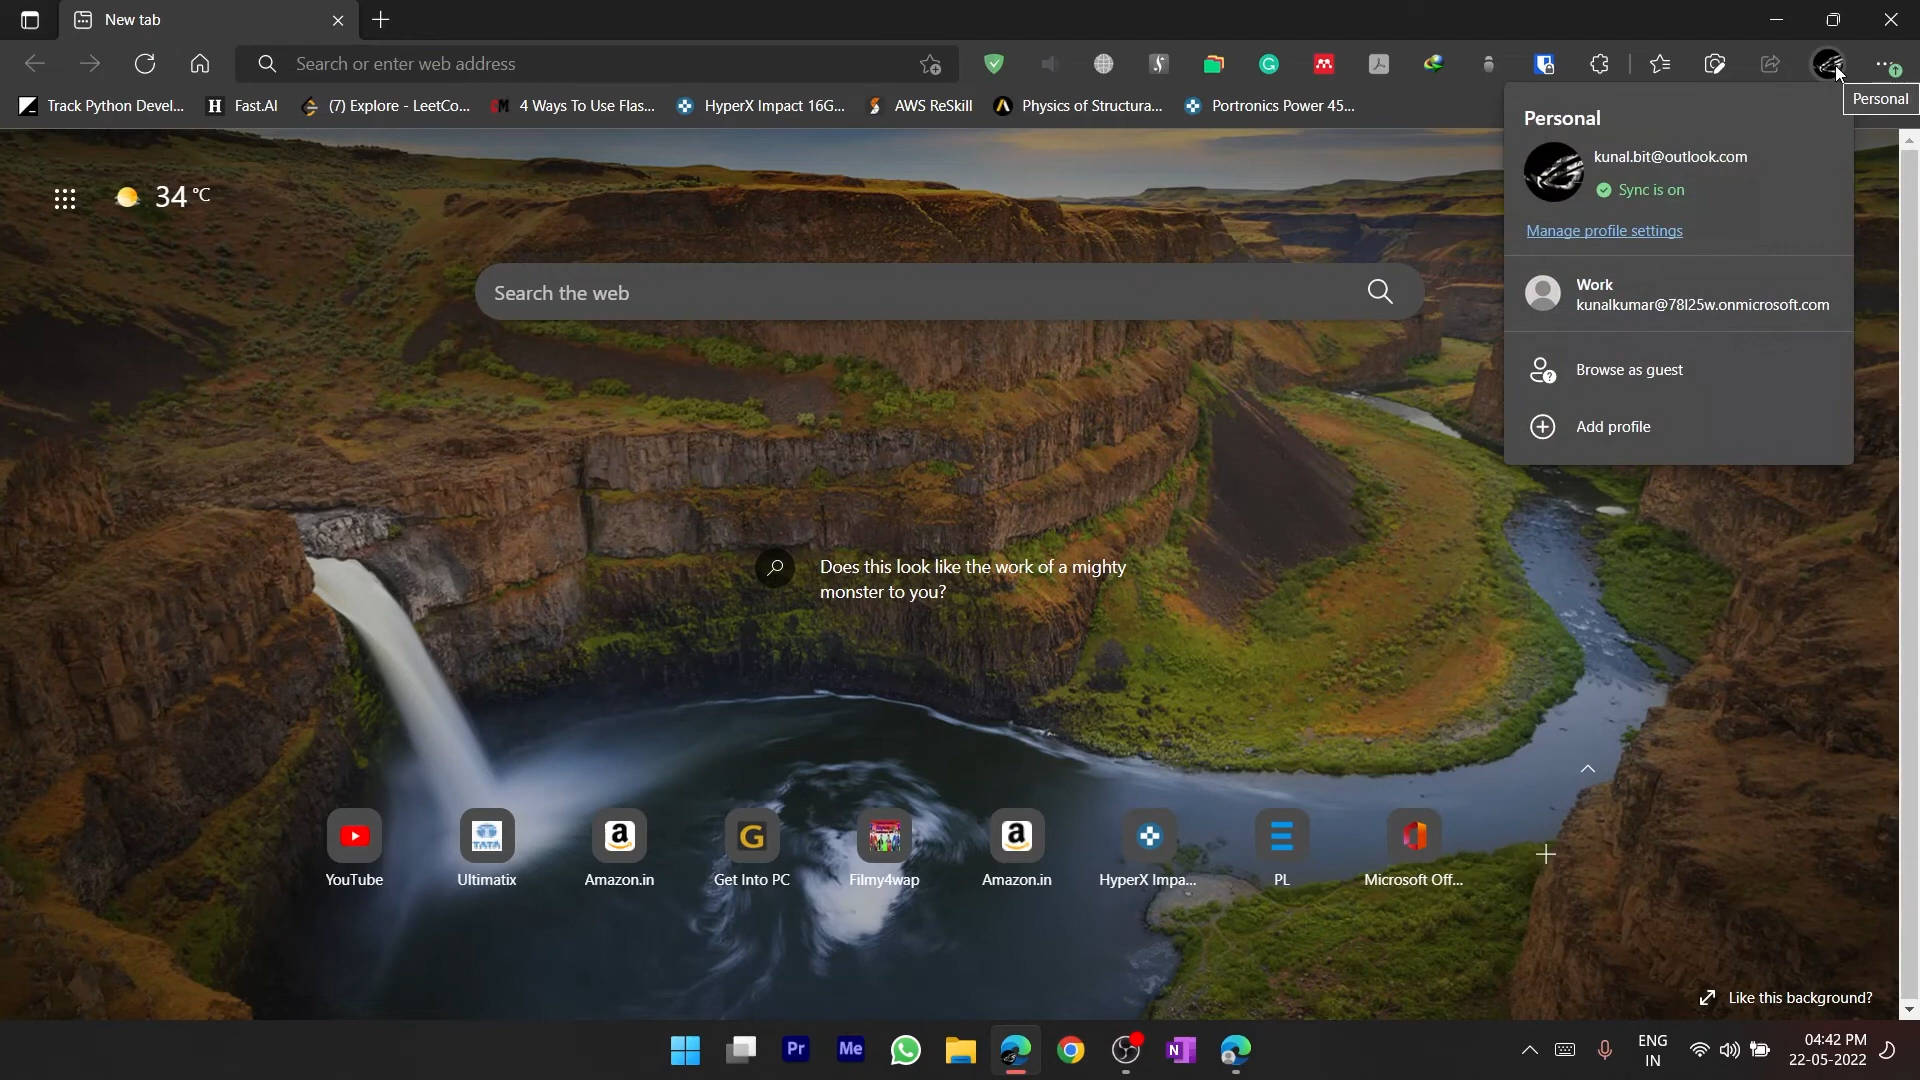 New tab
Search or enter web address
Personal
Track Python Devel...
Fast.AI
(7) Explore - LeetCo...
4 Ways To Use Flas...
HyperX Impact 16G...
AWS ReSkill
Physics of Structura...
Portronics Power 45...
Personal
kunal.bit@outlook.com
Sync is on
Manage profile settings
Work
kunalkumar@78l25w.onmicrosoft.com
Browse as guest
Add profile
34 °C
Search the web
Does this look like the work of a mighty
monster to you?
YouTube
Ultimatix
Amazon.in
Get Into PC
Filmy4wap
Amazon.in
HyperX Impa...
PL
Microsoft Off...
Like this background?
Pr
Me
N
ENG
IN
04:42 PM
22-05-2022